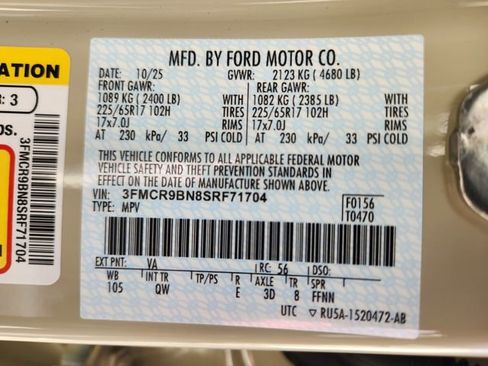 ATION
: 3
OS.
3FMCR9BN8SRF71704
MFD. BY FORD MOTOR CO.
DATE: 10/25 GVWR: 2123 KG ( 4680 LB)
FRONT GAWR: REAR GAWR:
1089 KG ( 2400 LB) WITH 1082 KG ( 2385 LB) WITH
225/65R17 102H TIRES 225/65R17 102H TIRES
17x7.0J RIMS 17x7.0J RIMS
AT 230 kPa/ 33 PSI COLD AT 230 kPa/ 33 PSI COLD
THIS VEHICLE CONFORMS TO ALL APPLICABLE FEDERAL MOTOR
VEHICLE SAFETY AND THEFT PREVENTION STANDARDS IN
EFFECT ON THE DATE OF MANUFACTURE SHOWN ABOVE.
VIN: 3FMCR9BN8SRF71704 F0156
TYPE: MPV T0470
EXT PNT: VA RC: 56 DSO:
WB INT TR TP/PS R AXLE TR SPR
105 QW E 3D 8 FFNN
UTC ▽ RU5A-1520472-AB